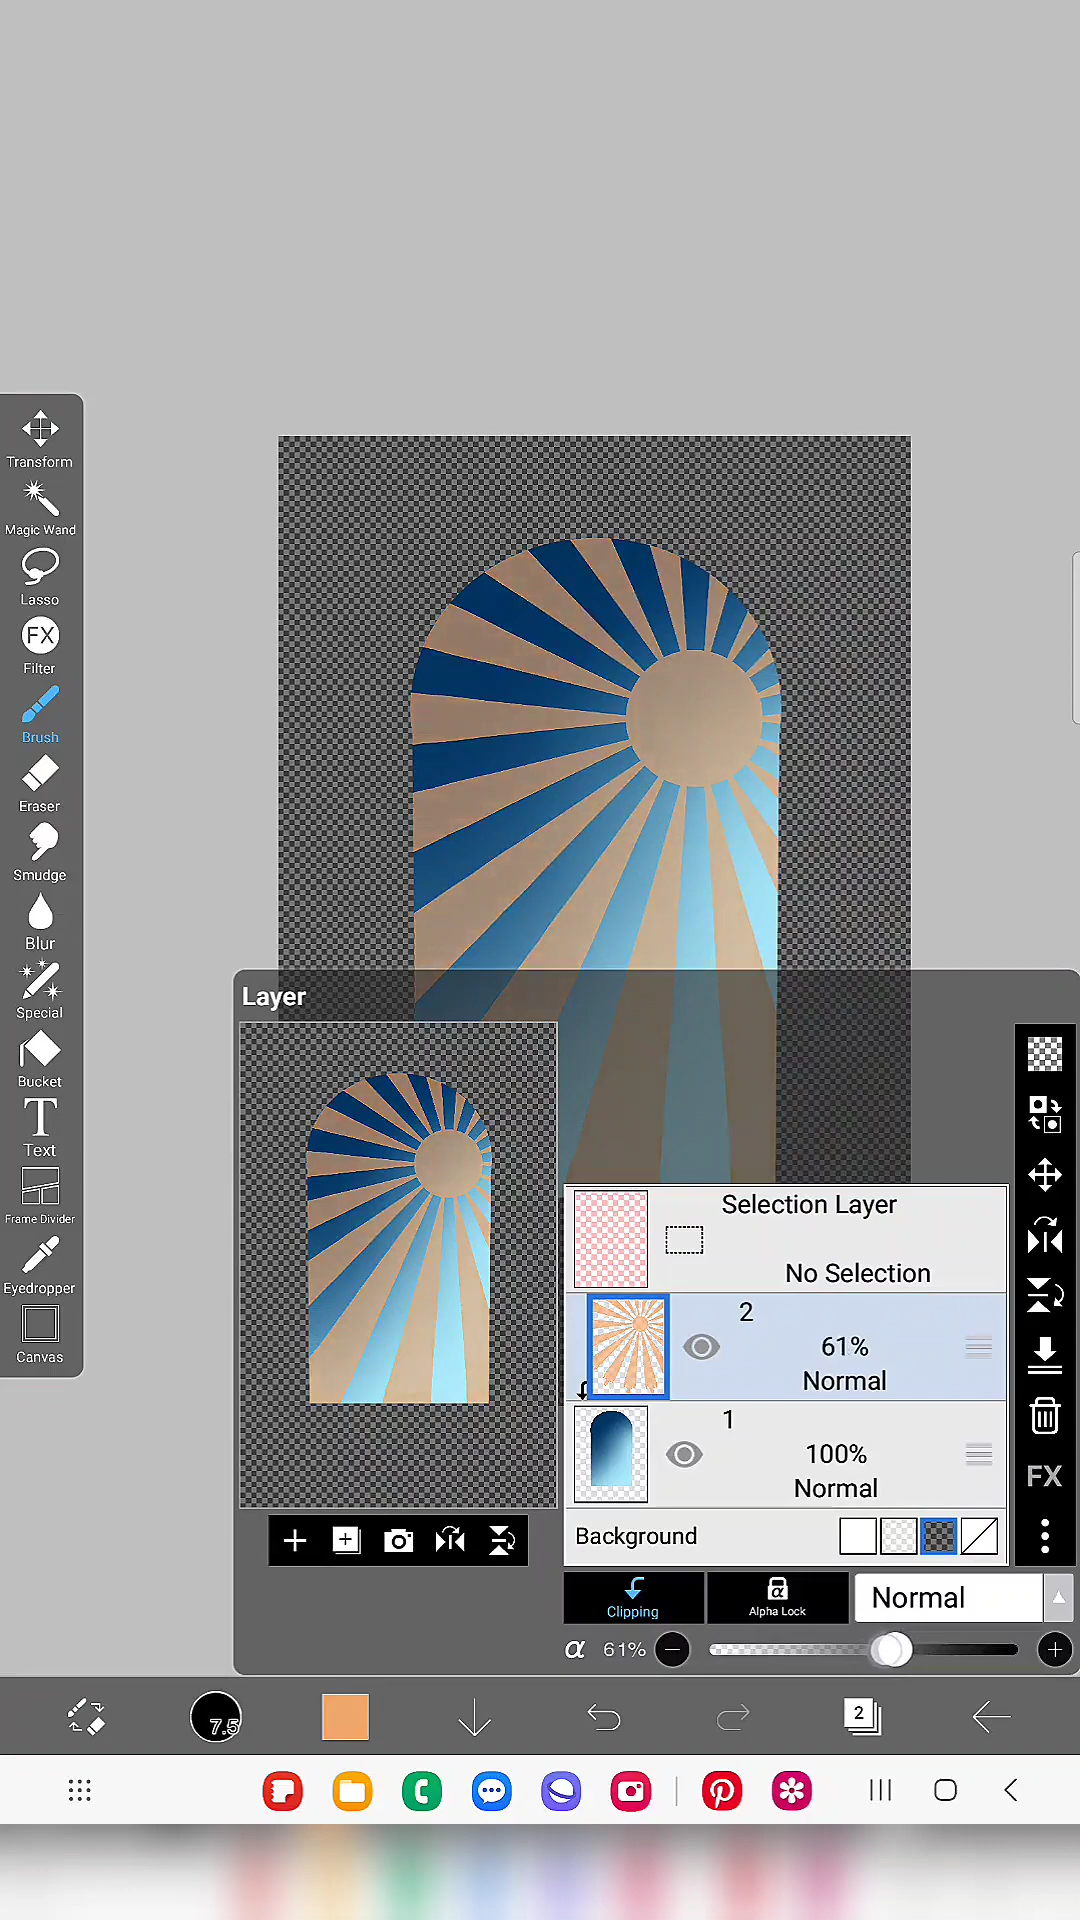 Transform
Magic Wand
Lasso
FX
Filter
Brush
Eraser
Smudge
Blur
Special
Bucket
T
Text
Frame Divider
Eyedropper
Canvas
Layer
Selection Layer
No Selection
2
61%
Normal
1
100%
Normal
Background
FX
Clipping
α
Alpha Lock
Normal
α 61%
7.5
2